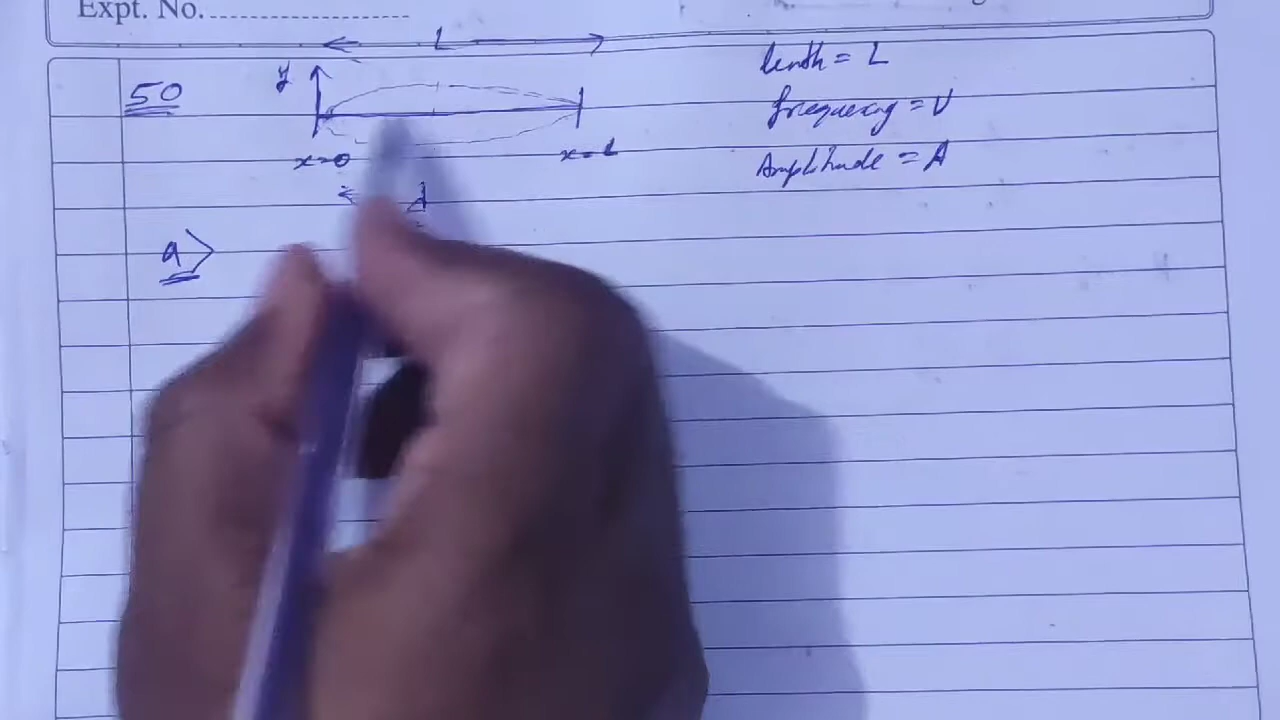 Expt. No.
L
50
y
x=0
x=L
lenth = L
frequency = ν
Amplitude = A
a>